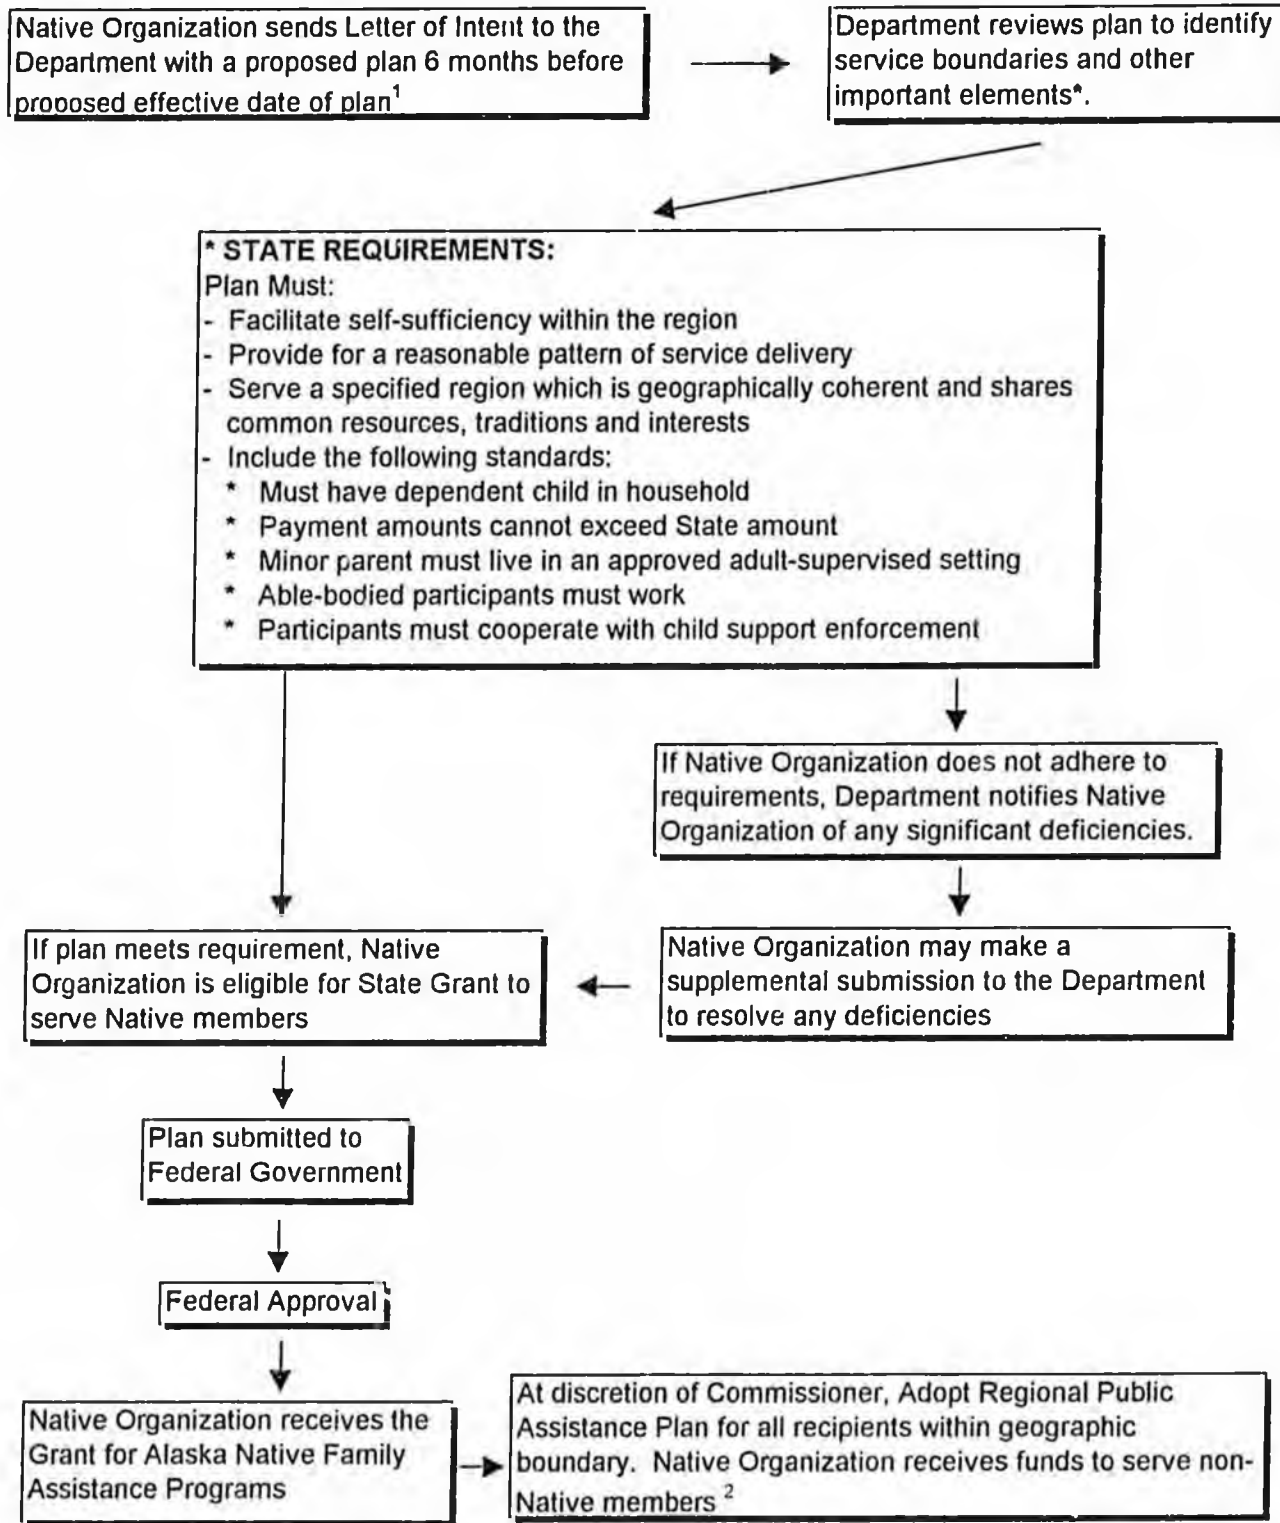 Native Organization sends Letter of Intent to the
Department with a proposed plan 6 months before
proposed effective date of plan1
Department reviews plan to identify
service boundaries and other
important elements*.
* STATE REQUIREMENTS:
Plan Must:
- Facilitate self-sufficiency within the region
- Provide for a reasonable pattern of service delivery
- Serve a specified region which is geographically coherent and shares
common resources, traditions and interests
- Include the following standards:
* Must have dependent child in household
* Payment amounts cannot exceed State amount
* Minor parent must live in an approved adult-supervised setting
* Able-bodied participants must work
* Participants must cooperate with child support enforcement
If Native Organization does not adhere to
requirements, Department notifies Native
Organization of any significant deficiencies.
Native Organization may make a
supplemental submission to the Department
to resolve any deficiencies
If plan meets requirement, Native
Organization is eligible for State Grant to
serve Native members
Plan submitted to
Federal Government
Federal Approval
Native Organization receives the
Grant for Alaska Native Family
Assistance Programs
At discretion of Commissioner, Adopt Regional Public
Assistance Plan for all recipients within geographic
boundary. Native Organization receives funds to serve non-
Native members 2